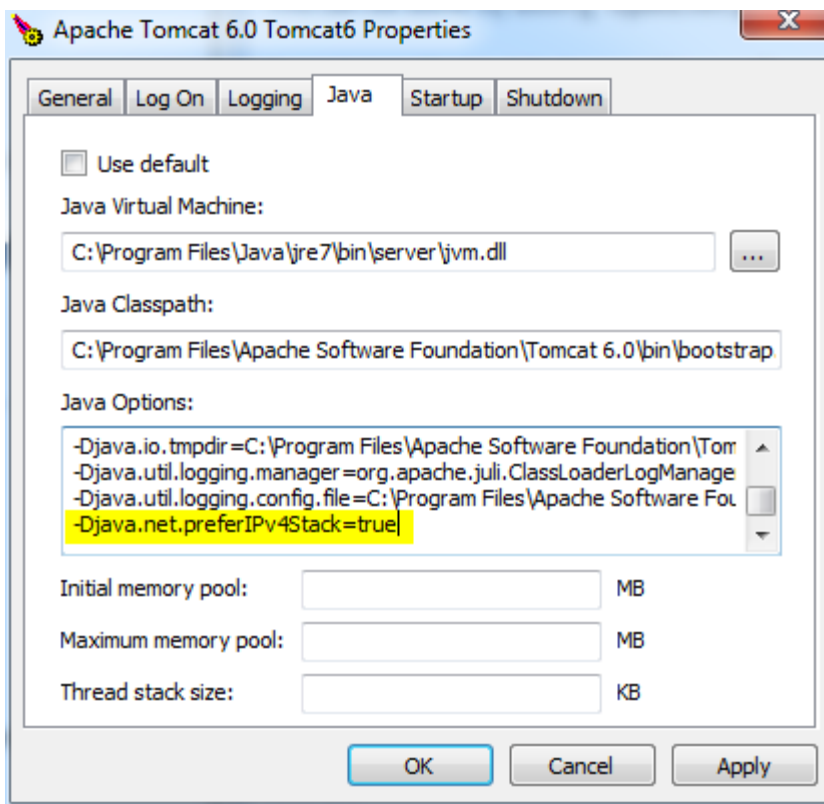 Apache Tomcat 6.0 Tomcat6 Properties
General Log On Logging Java Startup Shutdown
Use default
Java Virtual Machine:
C:\Program Files\Java\jre7\bin\server\jvm.dll
...
Java Classpath:
C:\Program Files\Apache Software Foundation\Tomcat 6.0\bin\bootstrap.
Java Options:
-Djava.io.tmpdir=C:\Program Files\Apache Software Foundation\Tom
-Djava.util.logging.manager=org.apache.juli.ClassLoaderLogManager
-Djava.util.logging.config.file=C:\Program Files\Apache Software Fou
-Djava.net.preferIPv4Stack=true
Initial memory pool: MB
Maximum memory pool: MB
Thread stack size: KB
OK Cancel Apply